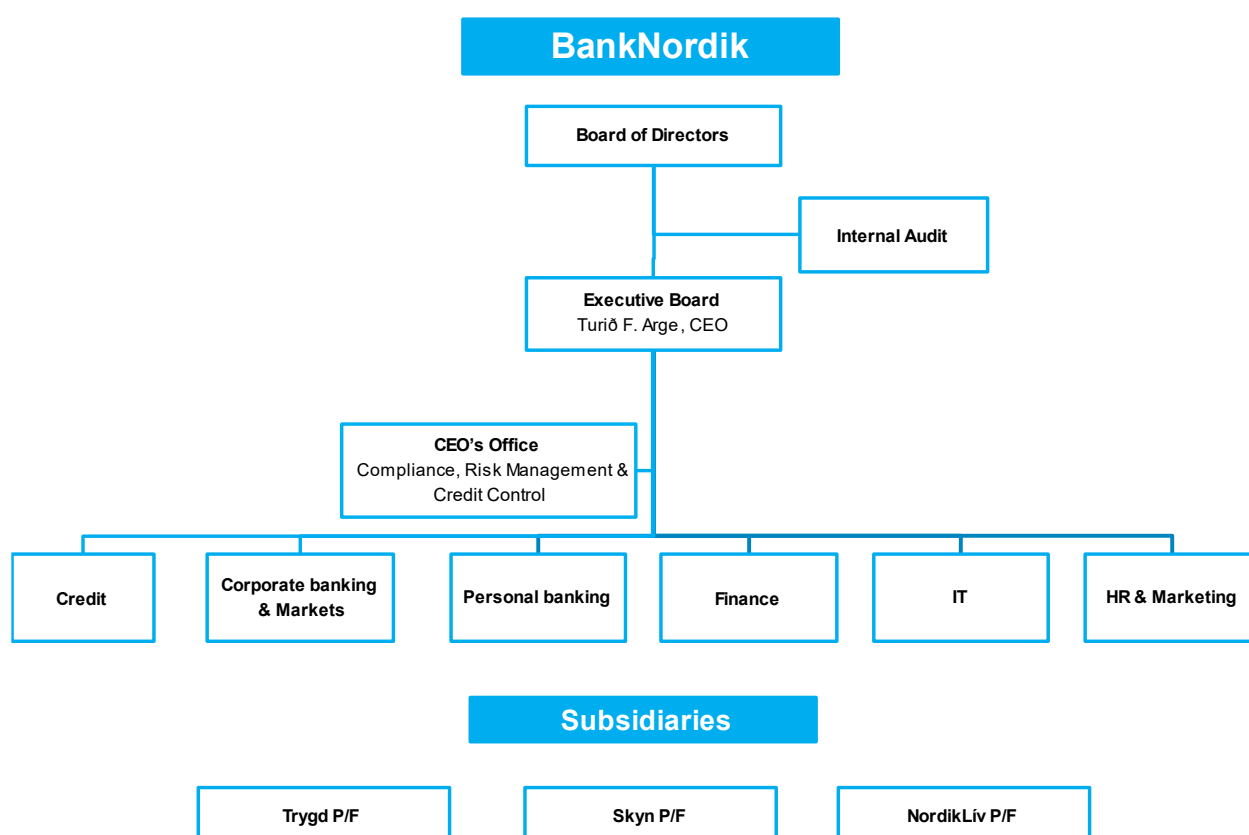 BankNordik
Board of Directors
Internal Audit
Executive Board
Turið F. Arge, CEO
CEO's Office
Compliance, Risk Management &
Credit Control
Credit
Corporate banking
& Markets
Personal banking
Finance
IT
HR & Marketing
Subsidiaries
Trygd P/F
Skyn P/F
NordikLív P/F